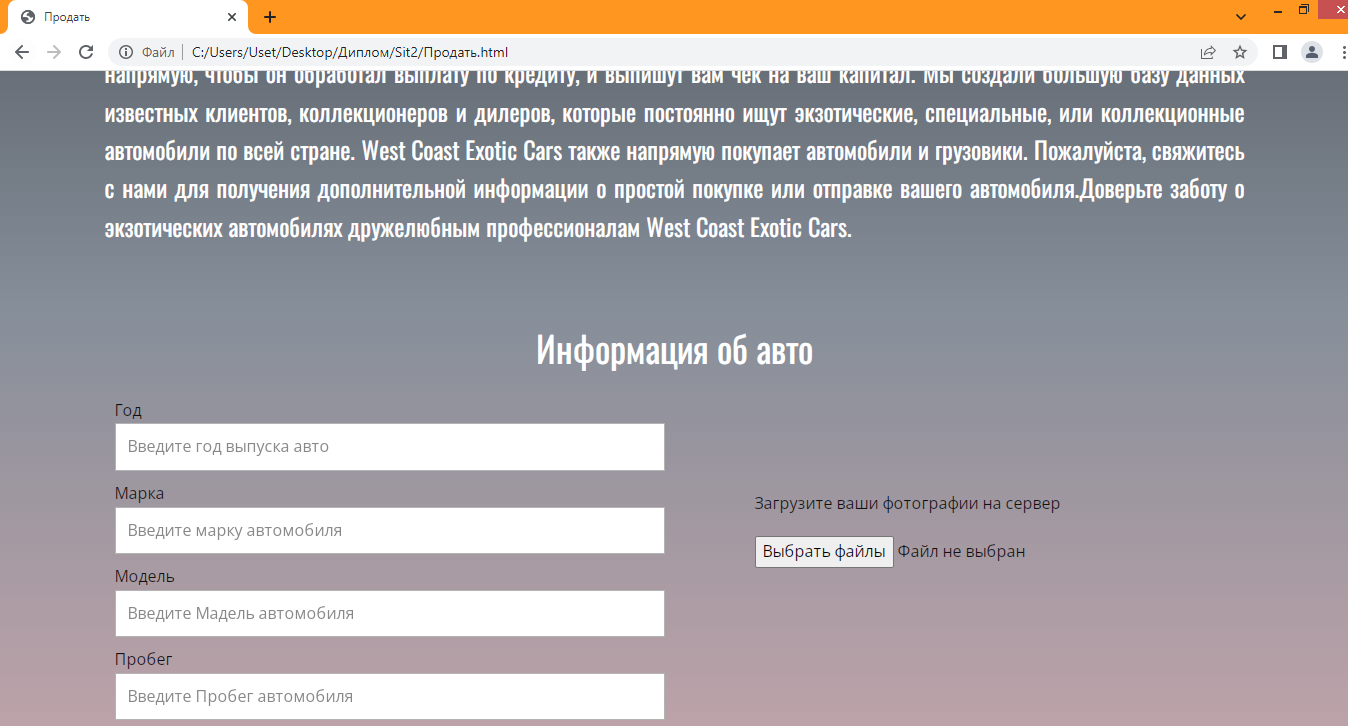 Продать
Файл C:/Users/Uset/Desktop/Диплом/Sit2/Продать.html
напрямую, чтобы он обработал выплату по кредиту, и выпишут вам чек на ваш капитал. Мы создали большую базу данных
известных клиентов, коллекционеров и дилеров, которые постоянно ищут экзотические, специальные, или коллекционные
автомобили по всей стране. West Coast Exotic Cars также напрямую покупает автомобили и грузовики. Пожалуйста, свяжитесь
с нами для получения дополнительной информации о простой покупке или отправке вашего автомобиля.Доверьте заботу о
экзотических автомобилях дружелюбным профессионалам West Coast Exotic Cars.
Информация об авто
Год
Введите год выпуска авто
Марка
Введите марку автомобиля
Модель
Введите Мадель автомобиля
Пробег
Введите Пробег автомобиля
Загрузите ваши фотографии на сервер
Выбрать файлы Файл не выбран